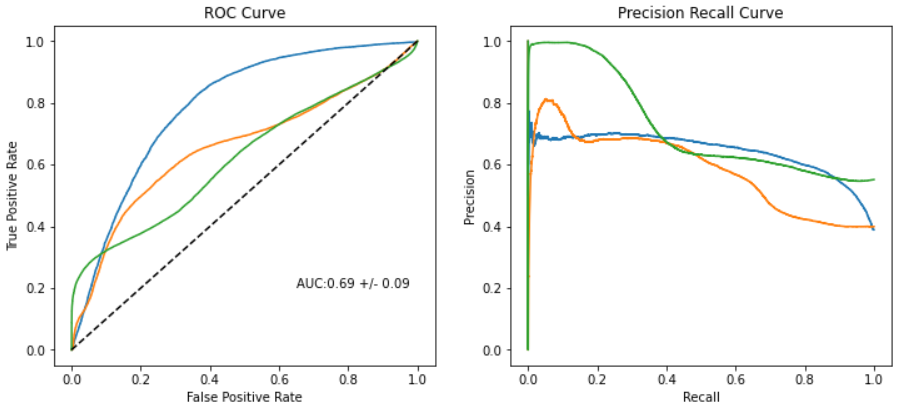 ROC Curve
1.0
0.8
0.6
0.4
0.2
0.0
True Positive Rate
AUC:0.69 +/- 0.09
0.0 0.2 0.4 0.6 0.8 1.0
False Positive Rate
Precision Recall Curve
1.0
0.8
0.6
0.4
0.2
0.0
Precision
0.0 0.2 0.4 0.6 0.8 1.0
Recall